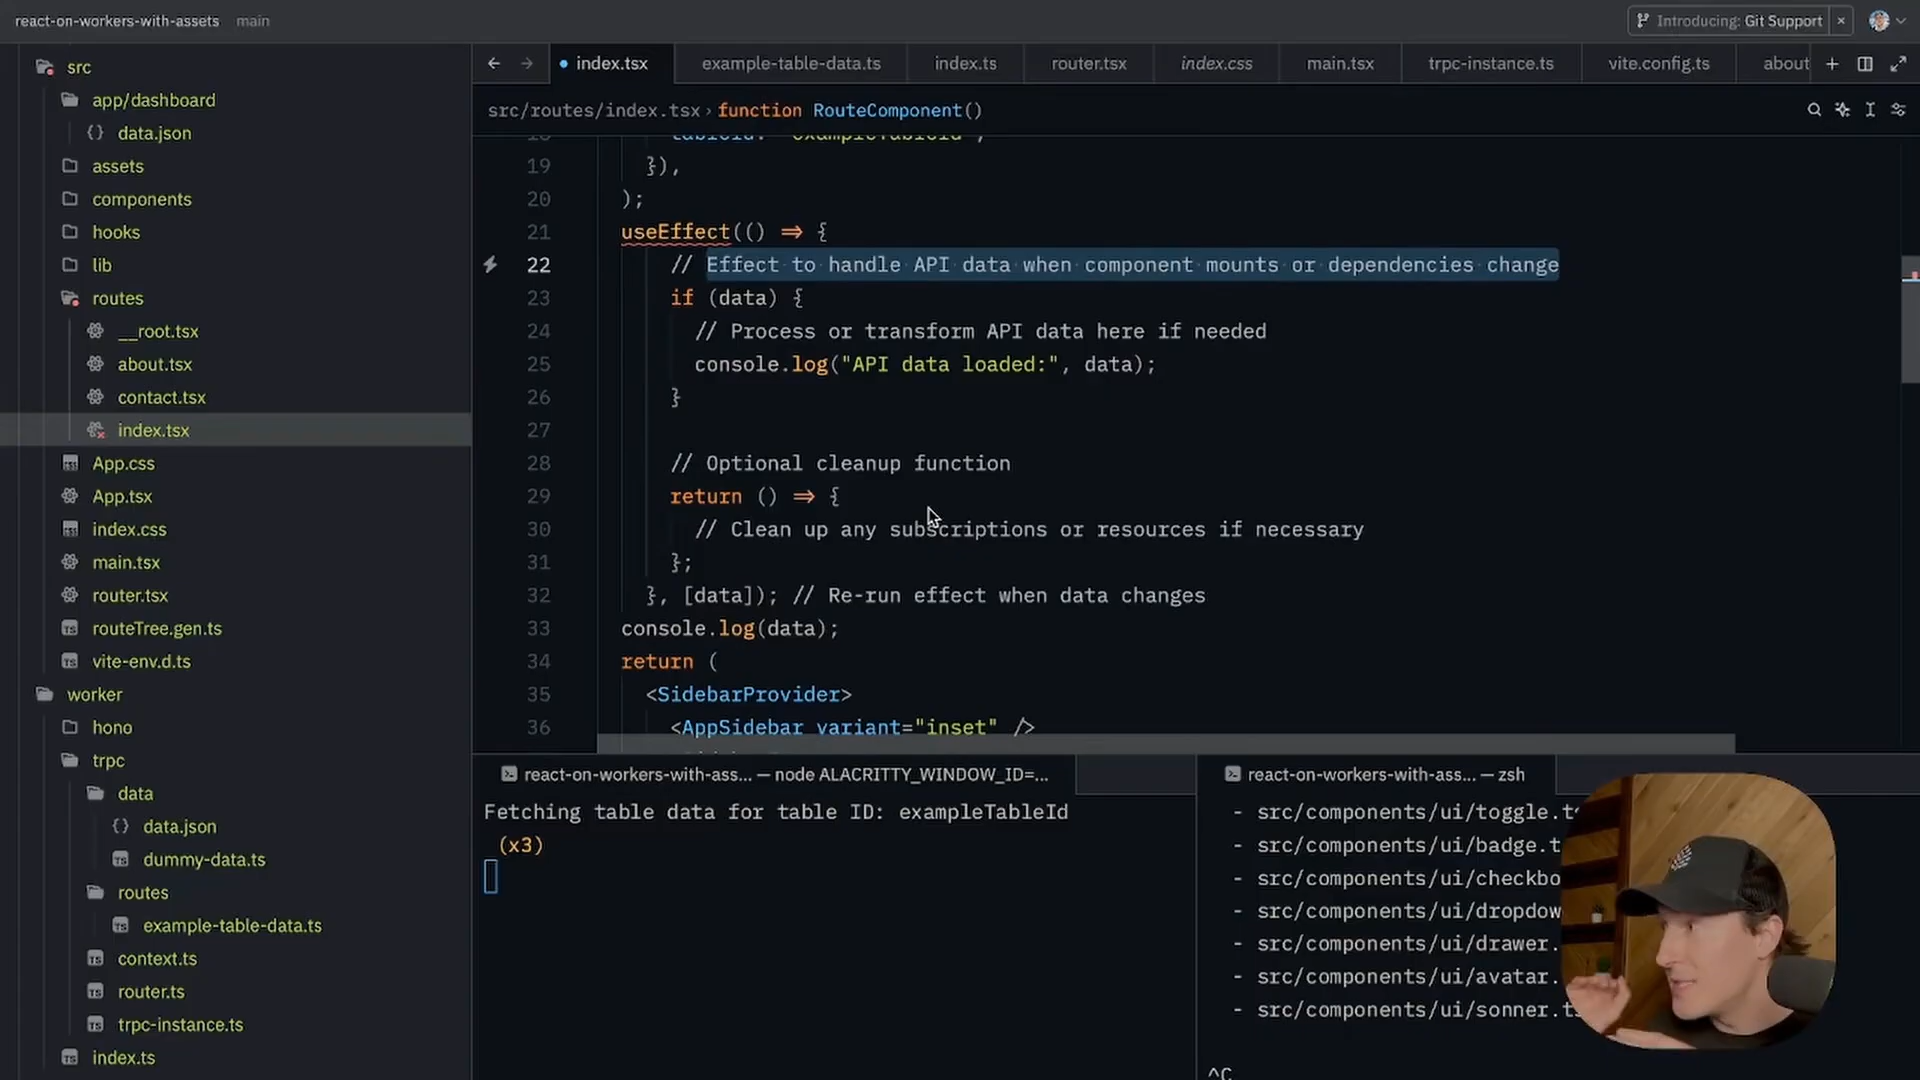 react-on-workers-with-assets main
Introducing: Git Support ×
src
app/dashboard
{} data.json
assets
components
hooks
lib
routes
__root.tsx
about.tsx
contact.tsx
index.tsx
App.css
App.tsx
index.css
main.tsx
router.tsx
routeTree.gen.ts
vite-env.d.ts
worker
hono
trpc
data
{} data.json
dummy-data.ts
routes
example-table-data.ts
context.ts
router.ts
trpc-instance.ts
index.ts
index.tsx example-table-data.ts index.ts router.tsx index.css main.tsx trpc-instance.ts vite.config.ts about
src/routes/index.tsx › function RouteComponent()
18 tableId: "exampleTableId",
19 }),
20 );
21 useEffect(() => {
22 // Effect to handle API data when component mounts or dependencies change
23 if (data) {
24 // Process or transform API data here if needed
25 console.log("API data loaded:", data);
26 }
27
28 // Optional cleanup function
29 return () => {
30 // Clean up any subscriptions or resources if necessary
31 };
32 }, [data]); // Re-run effect when data changes
33 console.log(data);
34 return (
35 <SidebarProvider>
36 <AppSidebar variant="inset" />
react-on-workers-with-ass... — node ALACRITTY_WINDOW_ID=...
Fetching table data for table ID: exampleTableId
(x3)
react-on-workers-with-ass... — zsh
- src/components/ui/toggle.ts
- src/components/ui/badge.t
- src/components/ui/checkbo
- src/components/ui/dropdow
- src/components/ui/drawer.
- src/components/ui/avatar.
- src/components/ui/sonner.ts
^C